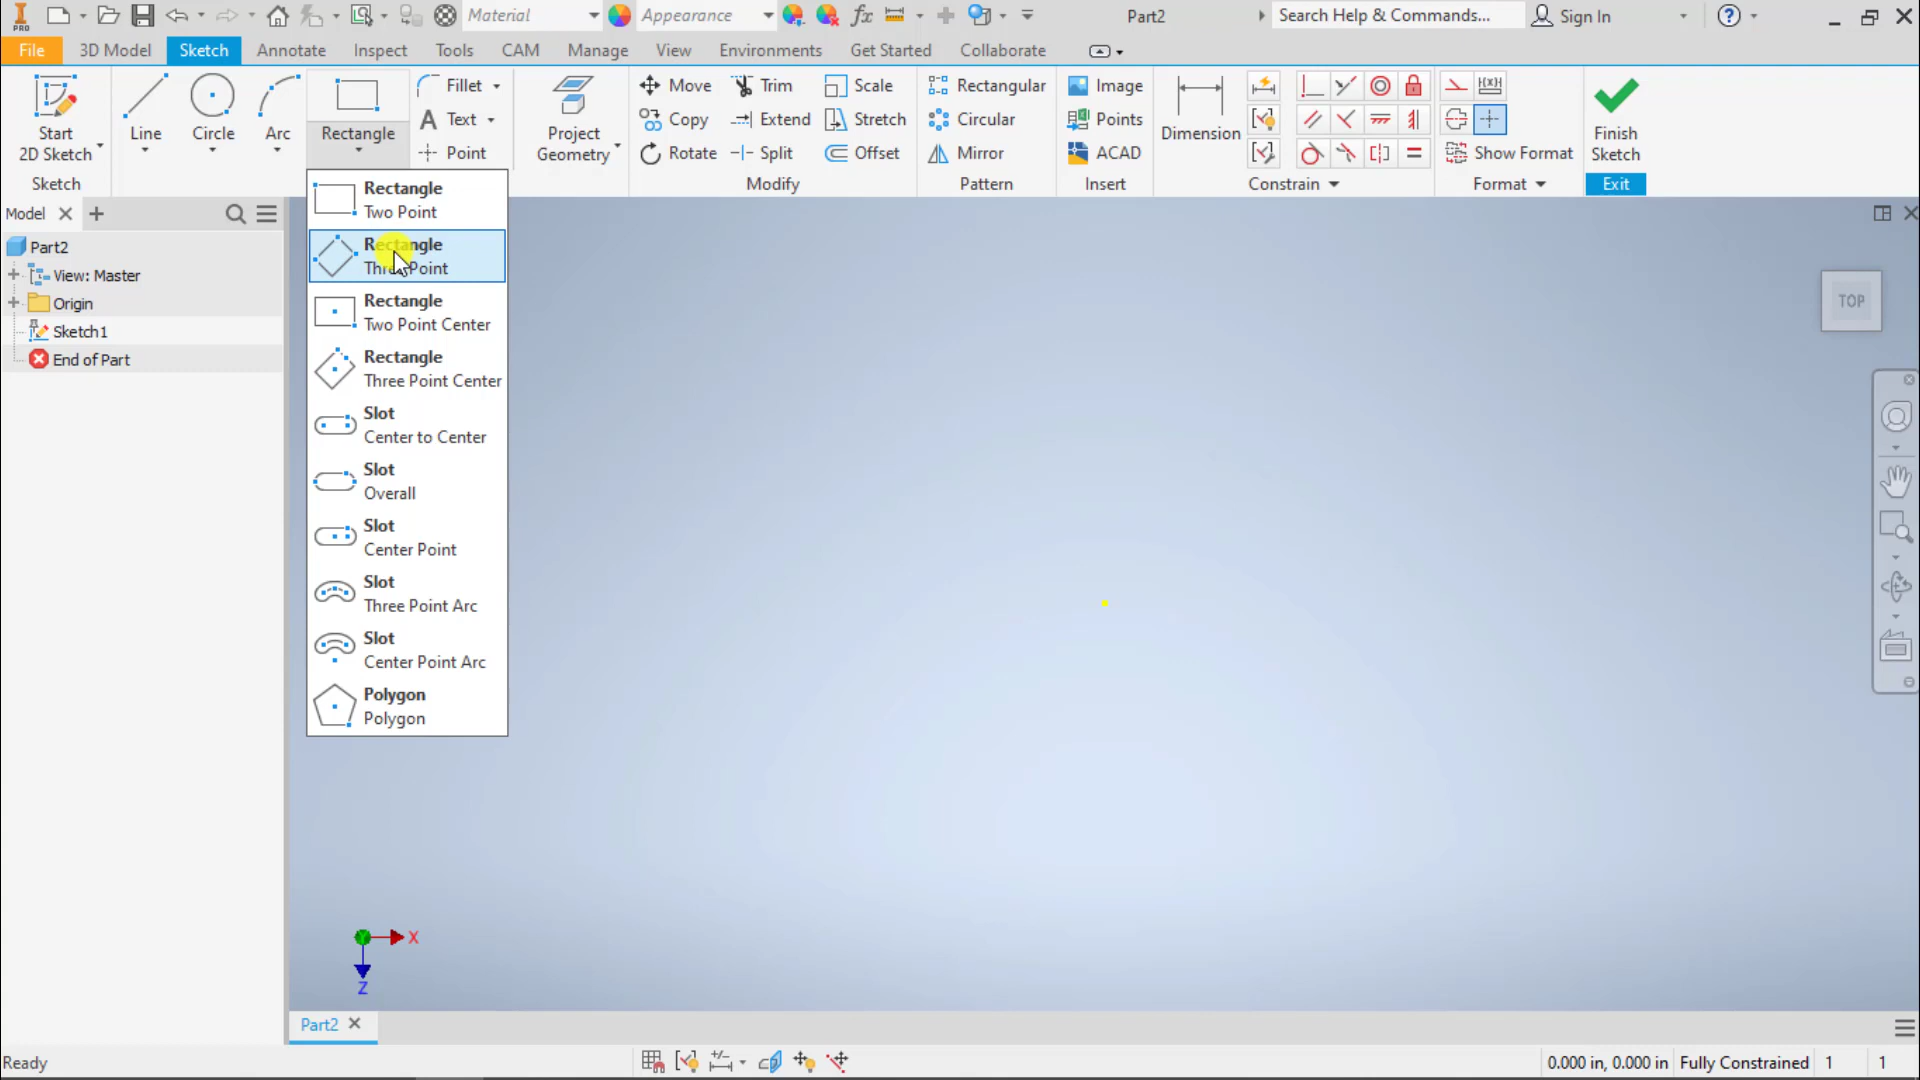 Material
Appearance
fx
Part2
Search Help & Commands...
Sign In
PRO
File
3D Model
Sketch
Annotate
Inspect
Tools
CAM
Manage
View
Environments
Get Started
Collaborate
Start
2D Sketch
Line
Circle
Arc
Rectangle
Fillet
Text
Point
Project
Geometry
Move
Copy
Rotate
Trim
Extend
Split
Scale
Stretch
Offset
Rectangular
Circular
Mirror
Image
Points
ACAD
Dimension
Show Format
Finish
Sketch
Sketch
Modify
Pattern
Insert
Constrain
Format
Exit
Model
Part2
View: Master
Origin
Sketch1
End of Part
Rectangle
Two Point
Rectangle
Three Point
Rectangle
Two Point Center
Rectangle
Three Point Center
Slot
Center to Center
Slot
Overall
Slot
Center Point
Slot
Three Point Arc
Slot
Center Point Arc
Polygon
Polygon
TOP
X
Z
Part2
Ready
0.000 in, 0.000 in
Fully Constrained
1
1